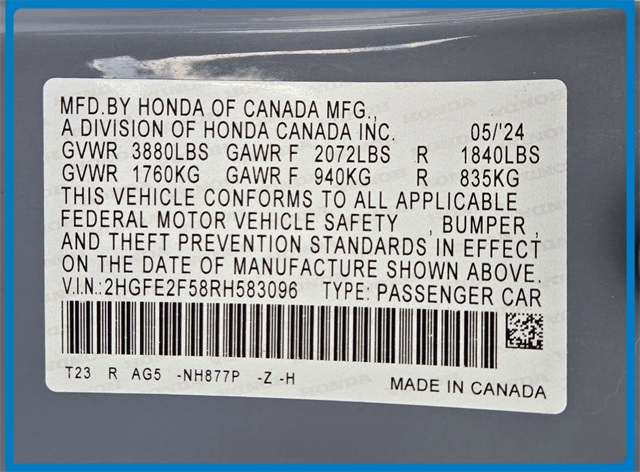 MFD.BY HONDA OF CANADA MFG.,
A DIVISION OF HONDA CANADA INC. 05/'24
GVWR 3880LBS GAWR F 2072LBS R 1840LBS
GVWR 1760KG GAWR F 940KG R 835KG
THIS VEHICLE CONFORMS TO ALL APPLICABLE
FEDERAL MOTOR VEHICLE SAFETY , BUMPER ,
AND THEFT PREVENTION STANDARDS IN EFFECT
ON THE DATE OF MANUFACTURE SHOWN ABOVE.
V.I.N.:2HGFE2F58RH583096 TYPE: PASSENGER CAR
T23 R AG5 -NH877P -Z -H
MADE IN CANADA